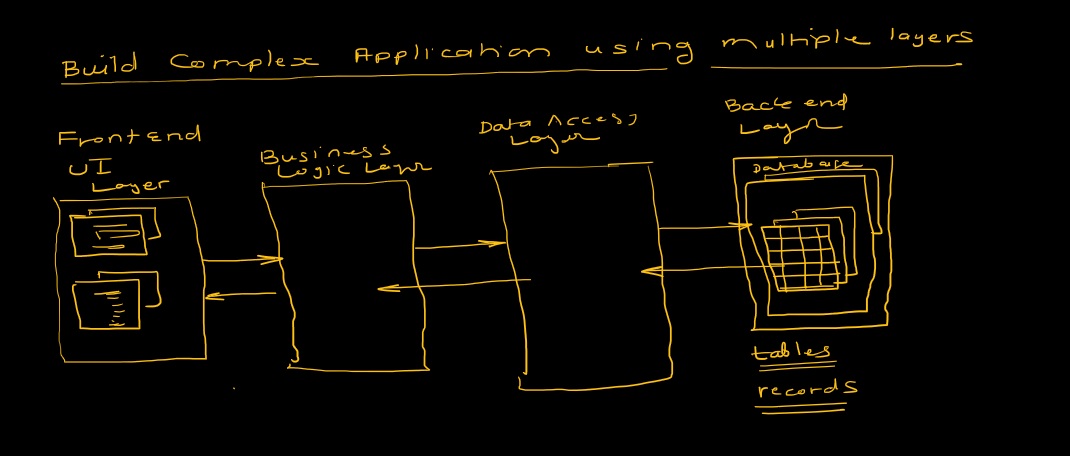 Build Complex Application using multiple layers
Frontend
UI
Layer
Business
Logic Layer
Data Access
Layer
Back end
Layer
Database
tables
records